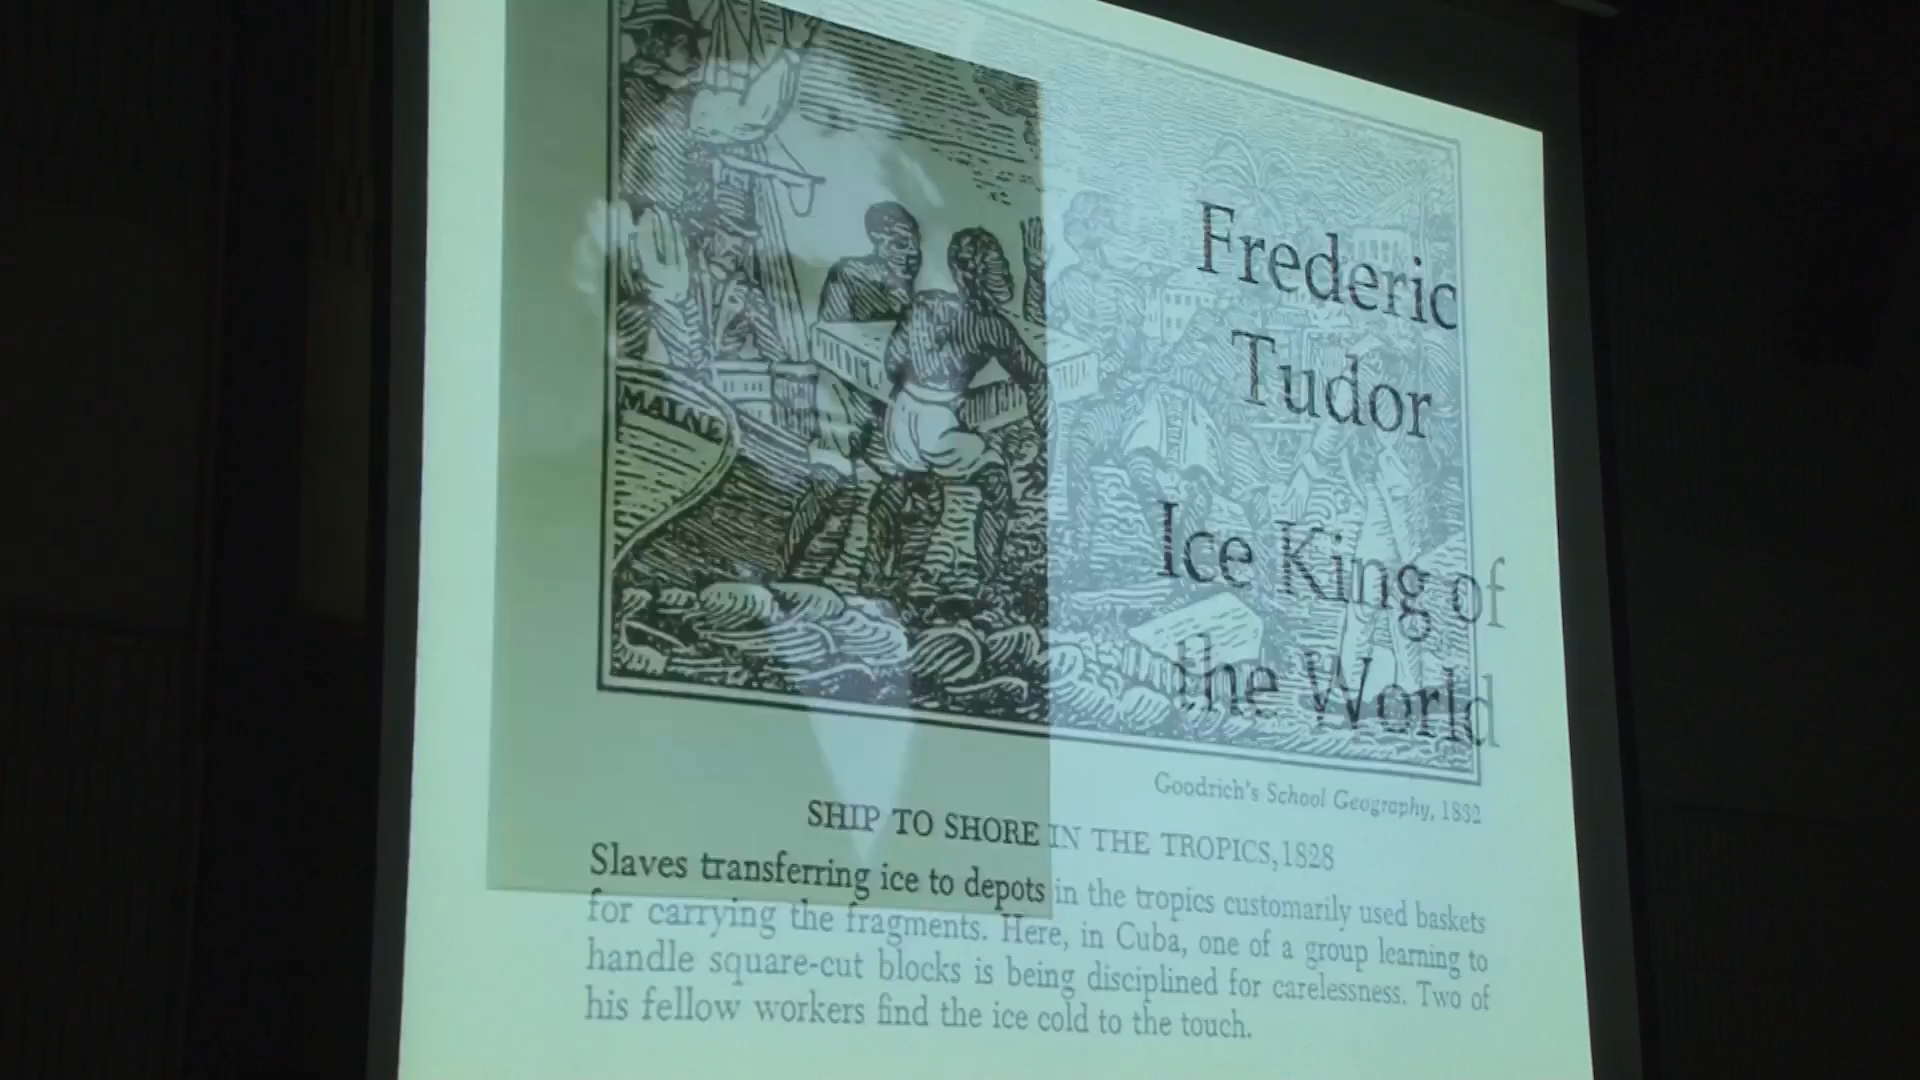 MAINE
Frederic
Tudor
Ice King of
the World
Goodrich's School Geography, 1832
SHIP TO SHORE IN THE TROPICS, 1828
Slaves transferring ice to depots in the tropics customarily used baskets
for carrying the fragments. Here, in Cuba, one of a group learning to
handle square-cut blocks is being disciplined for carelessness. Two of
his fellow workers find the ice cold to the touch.